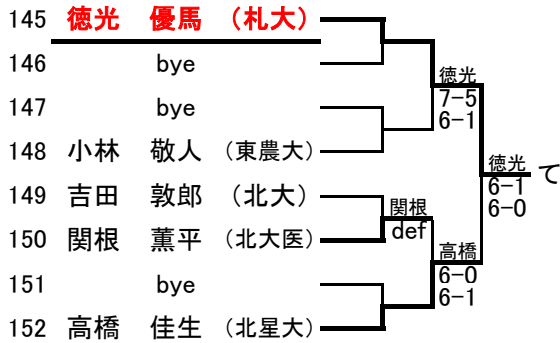 145 徳光 優馬 (札大)
146 bye
147 bye
148 小林 敬人 (東農大)
149 吉田 敦郎 (北大)
150 関根 薫平 (北大医)
151 bye
152 高橋 佳生 (北星大)
徳光
7-5
6-1
関根
def
高橋
6-0
6-1
徳光
6-1
6-0
て